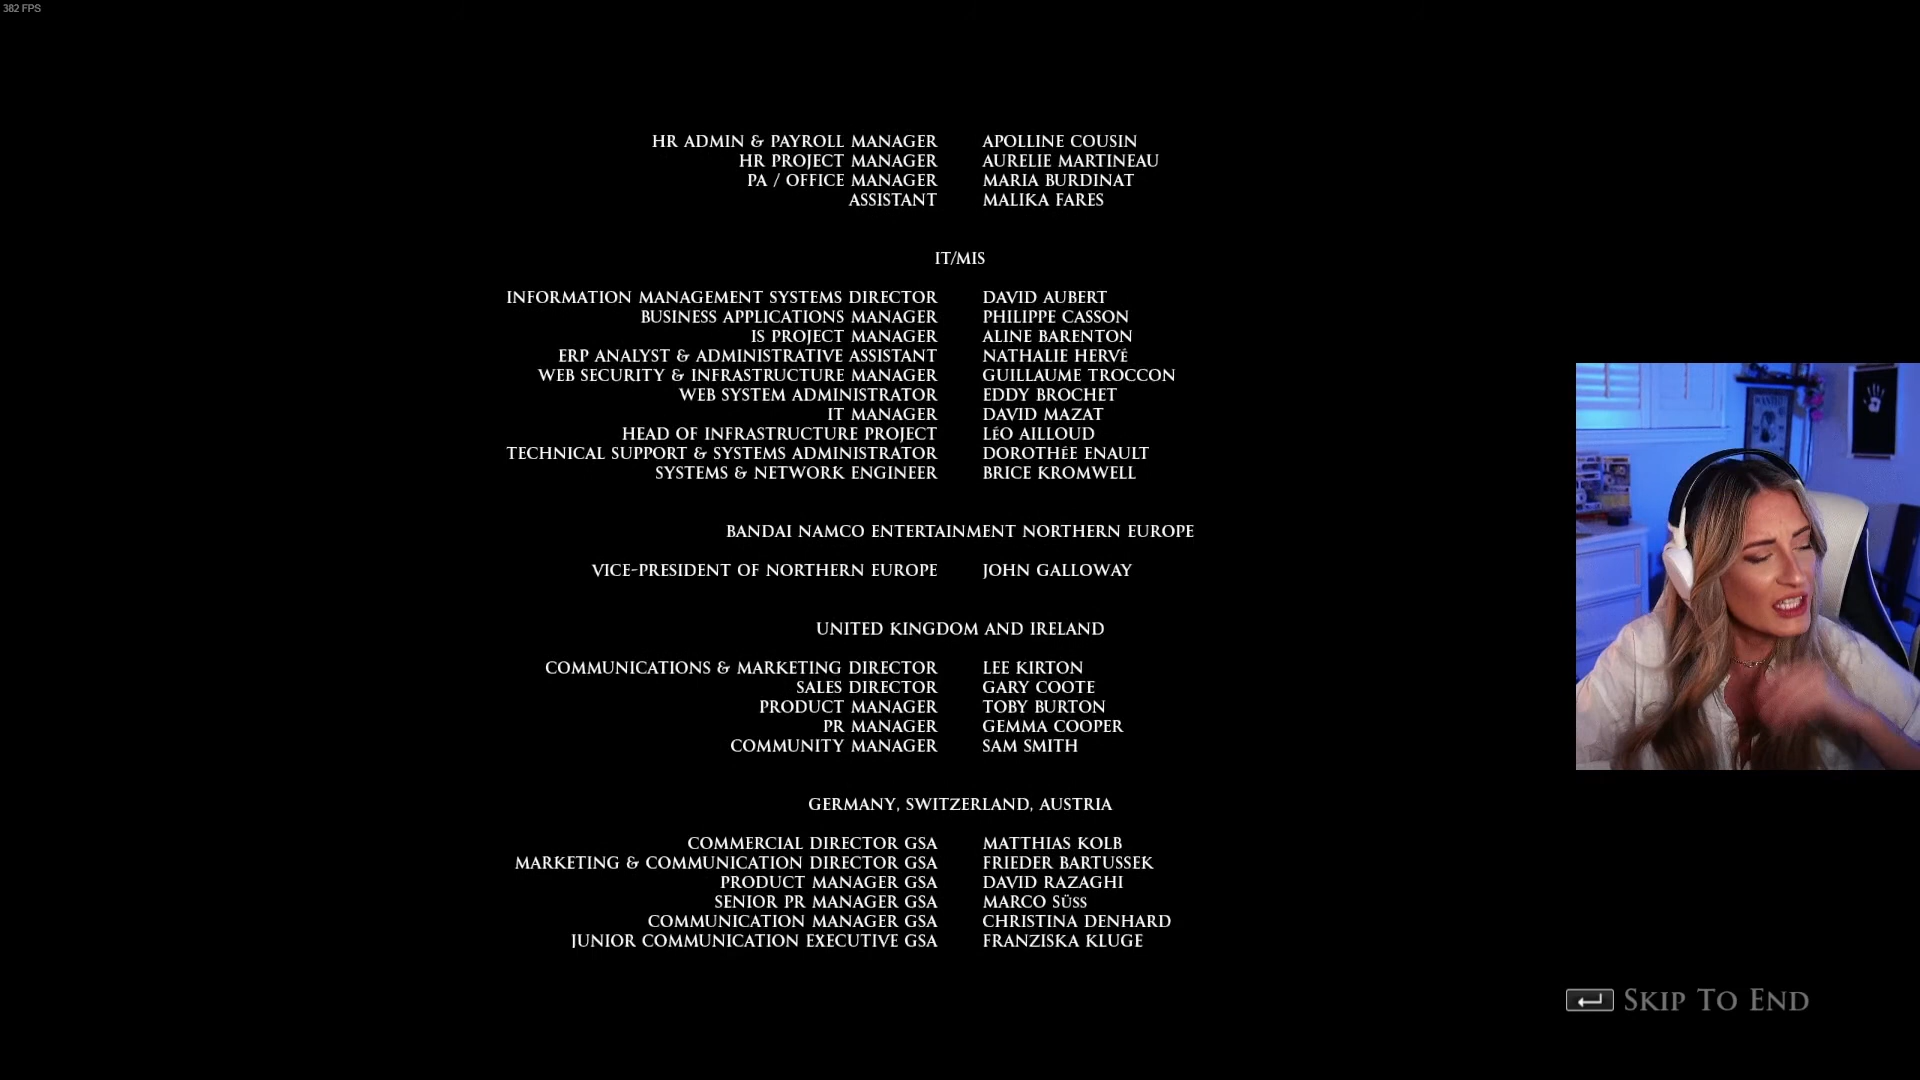 382 FPS
HR ADMIN & PAYROLL MANAGER APOLLINE COUSIN
HR PROJECT MANAGER AURELIE MARTINEAU
PA / OFFICE MANAGER MARIA BURDINAT
ASSISTANT MALIKA FARES
IT/MIS
INFORMATION MANAGEMENT SYSTEMS DIRECTOR DAVID AUBERT
BUSINESS APPLICATIONS MANAGER PHILIPPE CASSON
IS PROJECT MANAGER ALINE BARENTON
ERP ANALYST & ADMINISTRATIVE ASSISTANT NATHALIE HERVÉ
WEB SECURITY & INFRASTRUCTURE MANAGER GUILLAUME TROCCON
WEB SYSTEM ADMINISTRATOR EDDY BROCHET
IT MANAGER DAVID MAZAT
HEAD OF INFRASTRUCTURE PROJECT LÉO AILLOUD
TECHNICAL SUPPORT & SYSTEMS ADMINISTRATOR DOROTHÉE ENAULT
SYSTEMS & NETWORK ENGINEER BRICE KROMWELL
BANDAI NAMCO ENTERTAINMENT NORTHERN EUROPE
VICE-PRESIDENT OF NORTHERN EUROPE JOHN GALLOWAY
UNITED KINGDOM AND IRELAND
COMMUNICATIONS & MARKETING DIRECTOR LEE KIRTON
SALES DIRECTOR GARY COOTE
PRODUCT MANAGER TOBY BURTON
PR MANAGER GEMMA COOPER
COMMUNITY MANAGER SAM SMITH
GERMANY, SWITZERLAND, AUSTRIA
COMMERCIAL DIRECTOR GSA MATTHIAS KOLB
MARKETING & COMMUNICATION DIRECTOR GSA FRIEDER BARTUSSEK
PRODUCT MANAGER GSA DAVID RAZAGHI
SENIOR PR MANAGER GSA MARCO SÜSS
COMMUNICATION MANAGER GSA CHRISTINA DENHARD
JUNIOR COMMUNICATION EXECUTIVE GSA FRANZISKA KLUGE
SKIP TO END